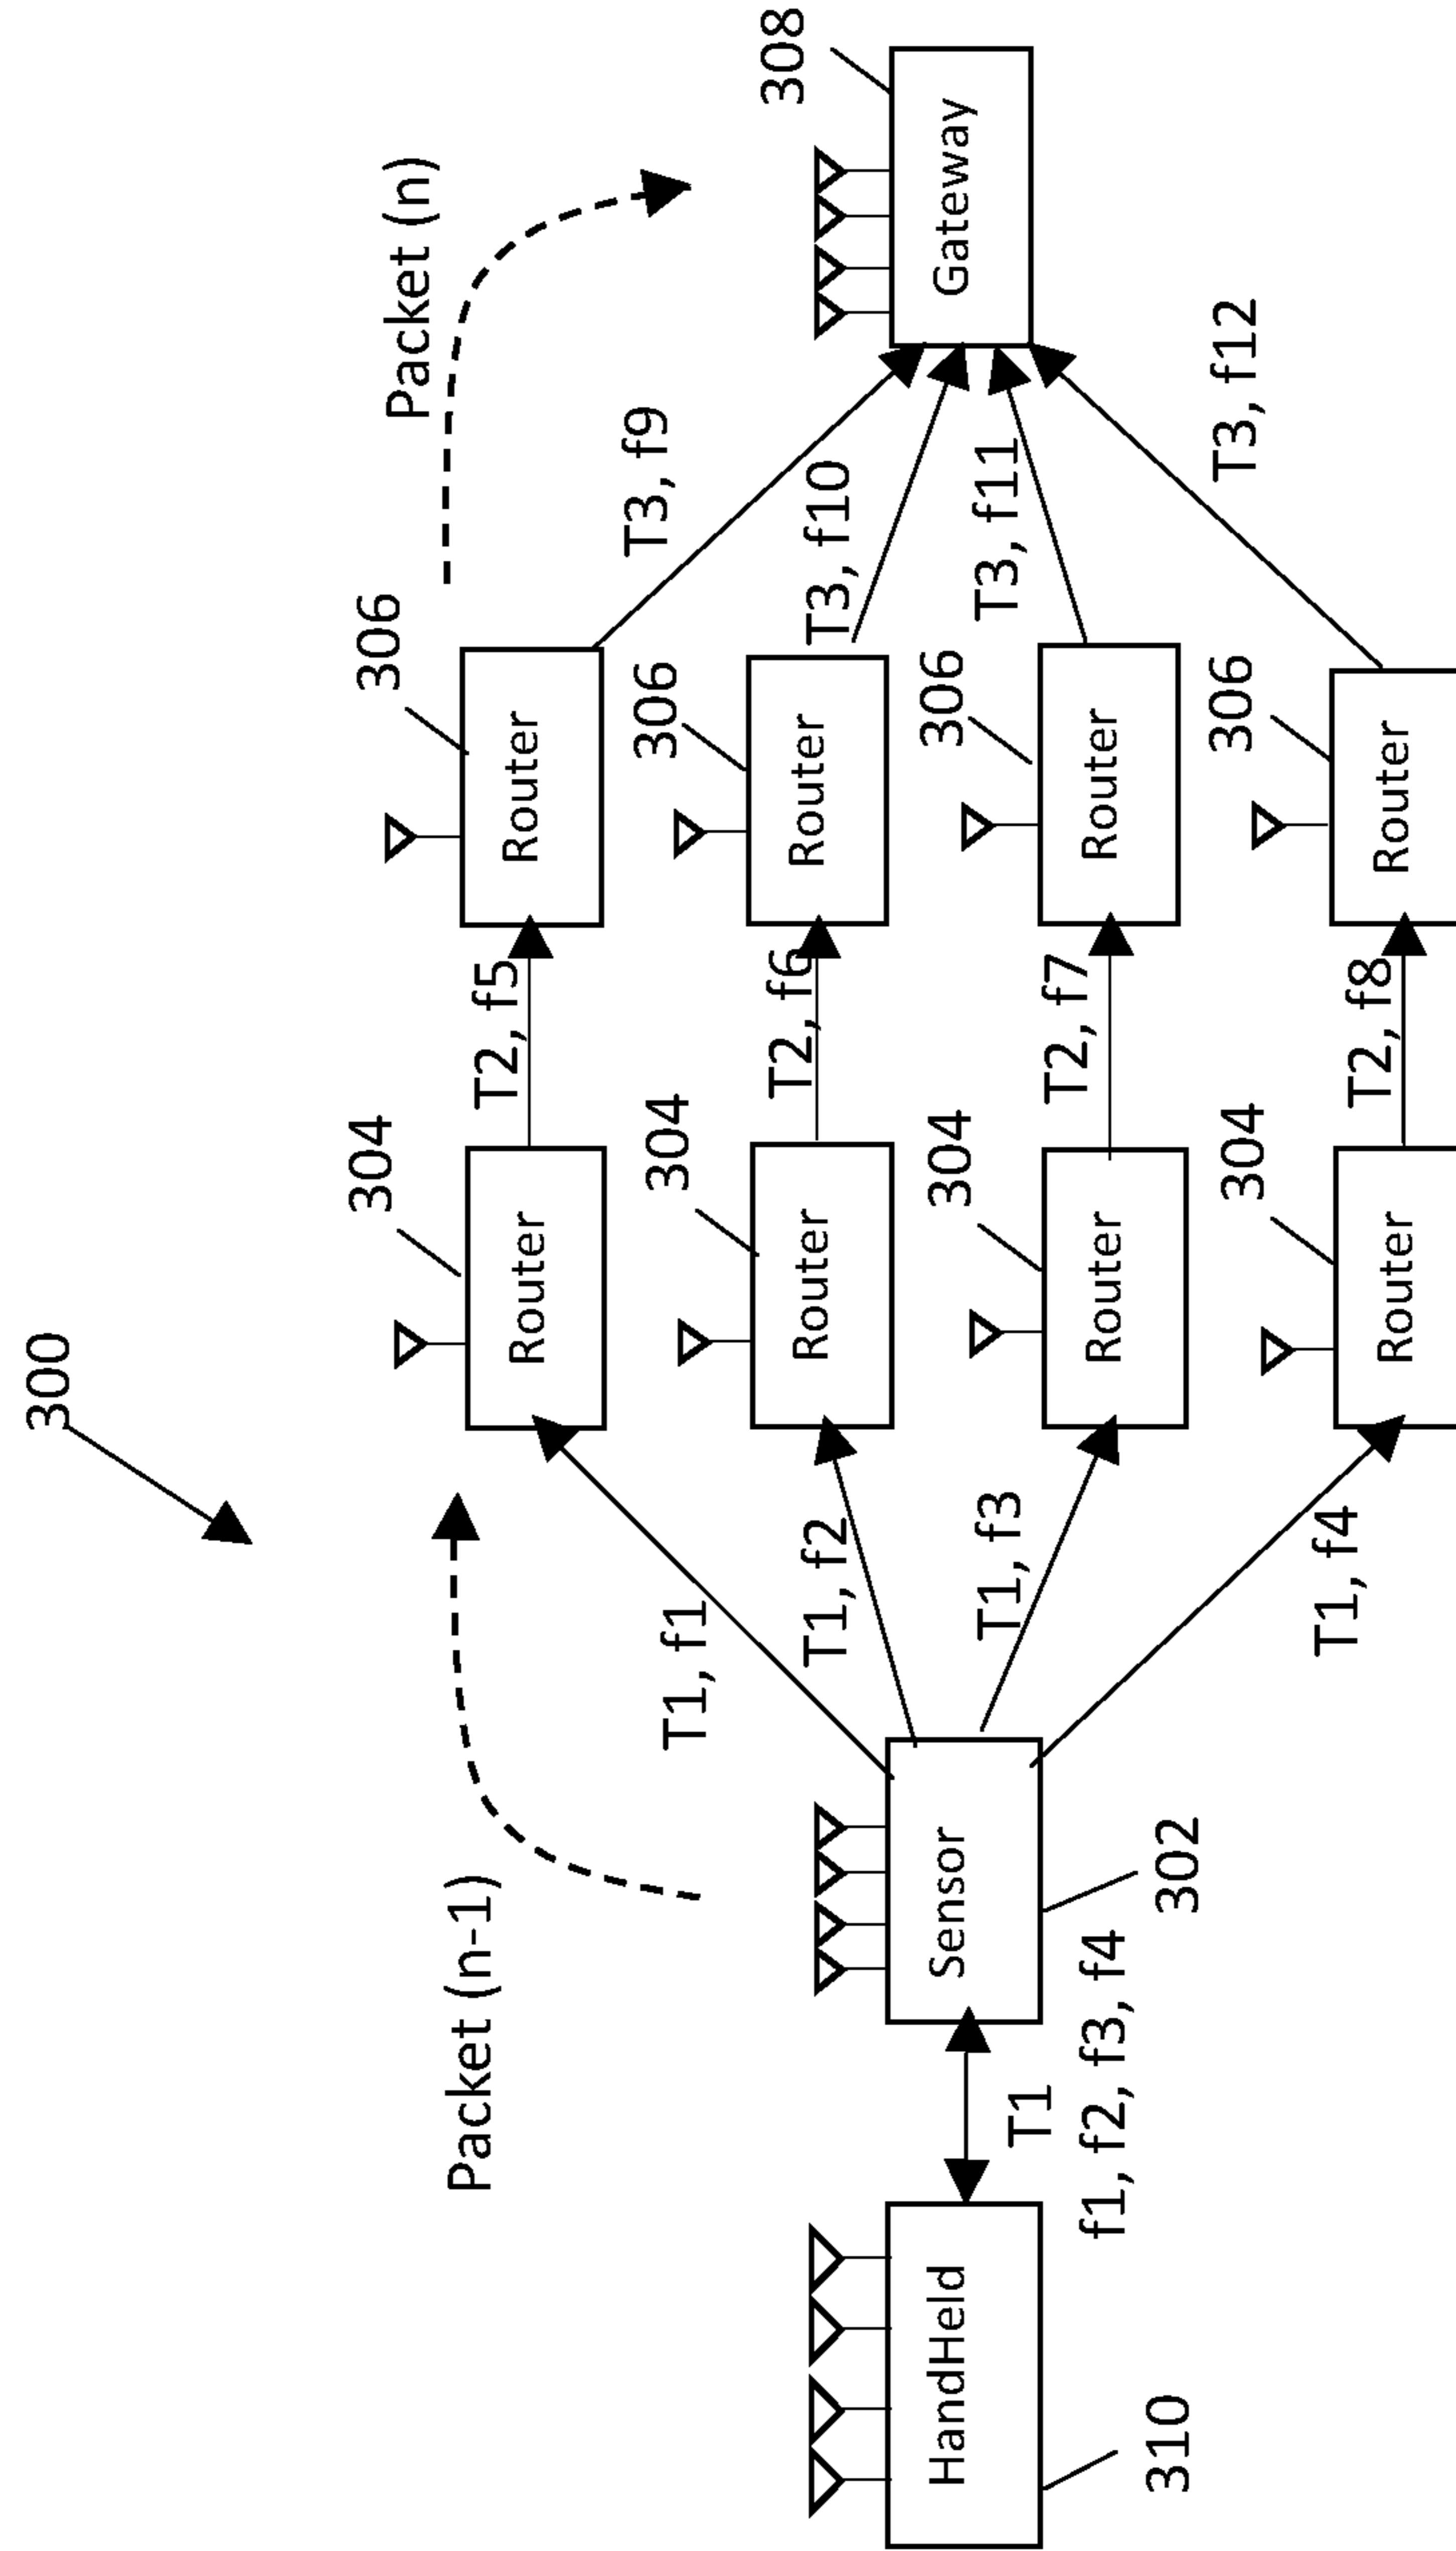 300
Packet (n-1)
Packet (n)
304
306
Router
T2, f5
Router
T1, f1
T3, f9
304
306
Router
T2, f6
Router
T1, f2
T3, f10
308
HandHeld
Sensor
Gateway
310
T1
f1, f2, f3, f4
302
T1, f3
T3, f11
304
306
Router
T2, f7
Router
T1, f4
T3, f12
304
306
Router
T2, f8
Router